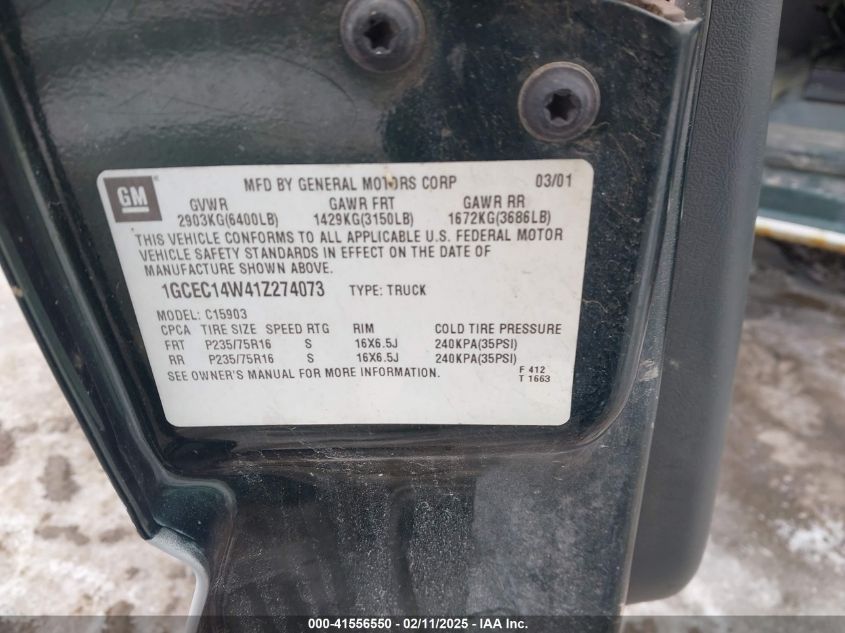 GM
MFD BY GENERAL MOTORS CORP 03/01
GVWR GAWR FRT GAWR RR
2903KG(6400LB) 1429KG(3150LB) 1672KG(3686LB)
THIS VEHICLE CONFORMS TO ALL APPLICABLE U.S. FEDERAL MOTOR
VEHICLE SAFETY STANDARDS IN EFFECT ON THE DATE OF
MANUFACTURE SHOWN ABOVE.
1GCEC14W41Z274073 TYPE: TRUCK
MODEL: C15903
CPCA TIRE SIZE SPEED RTG RIM COLD TIRE PRESSURE
FRT P235/75R16 S 16X6.5J 240KPA(35PSI)
RR P235/75R16 S 16X6.5J 240KPA(35PSI)
SEE OWNER'S MANUAL FOR MORE INFORMATION.
F 412
T 1663
000-41556550 - 02/11/2025 - IAA Inc.